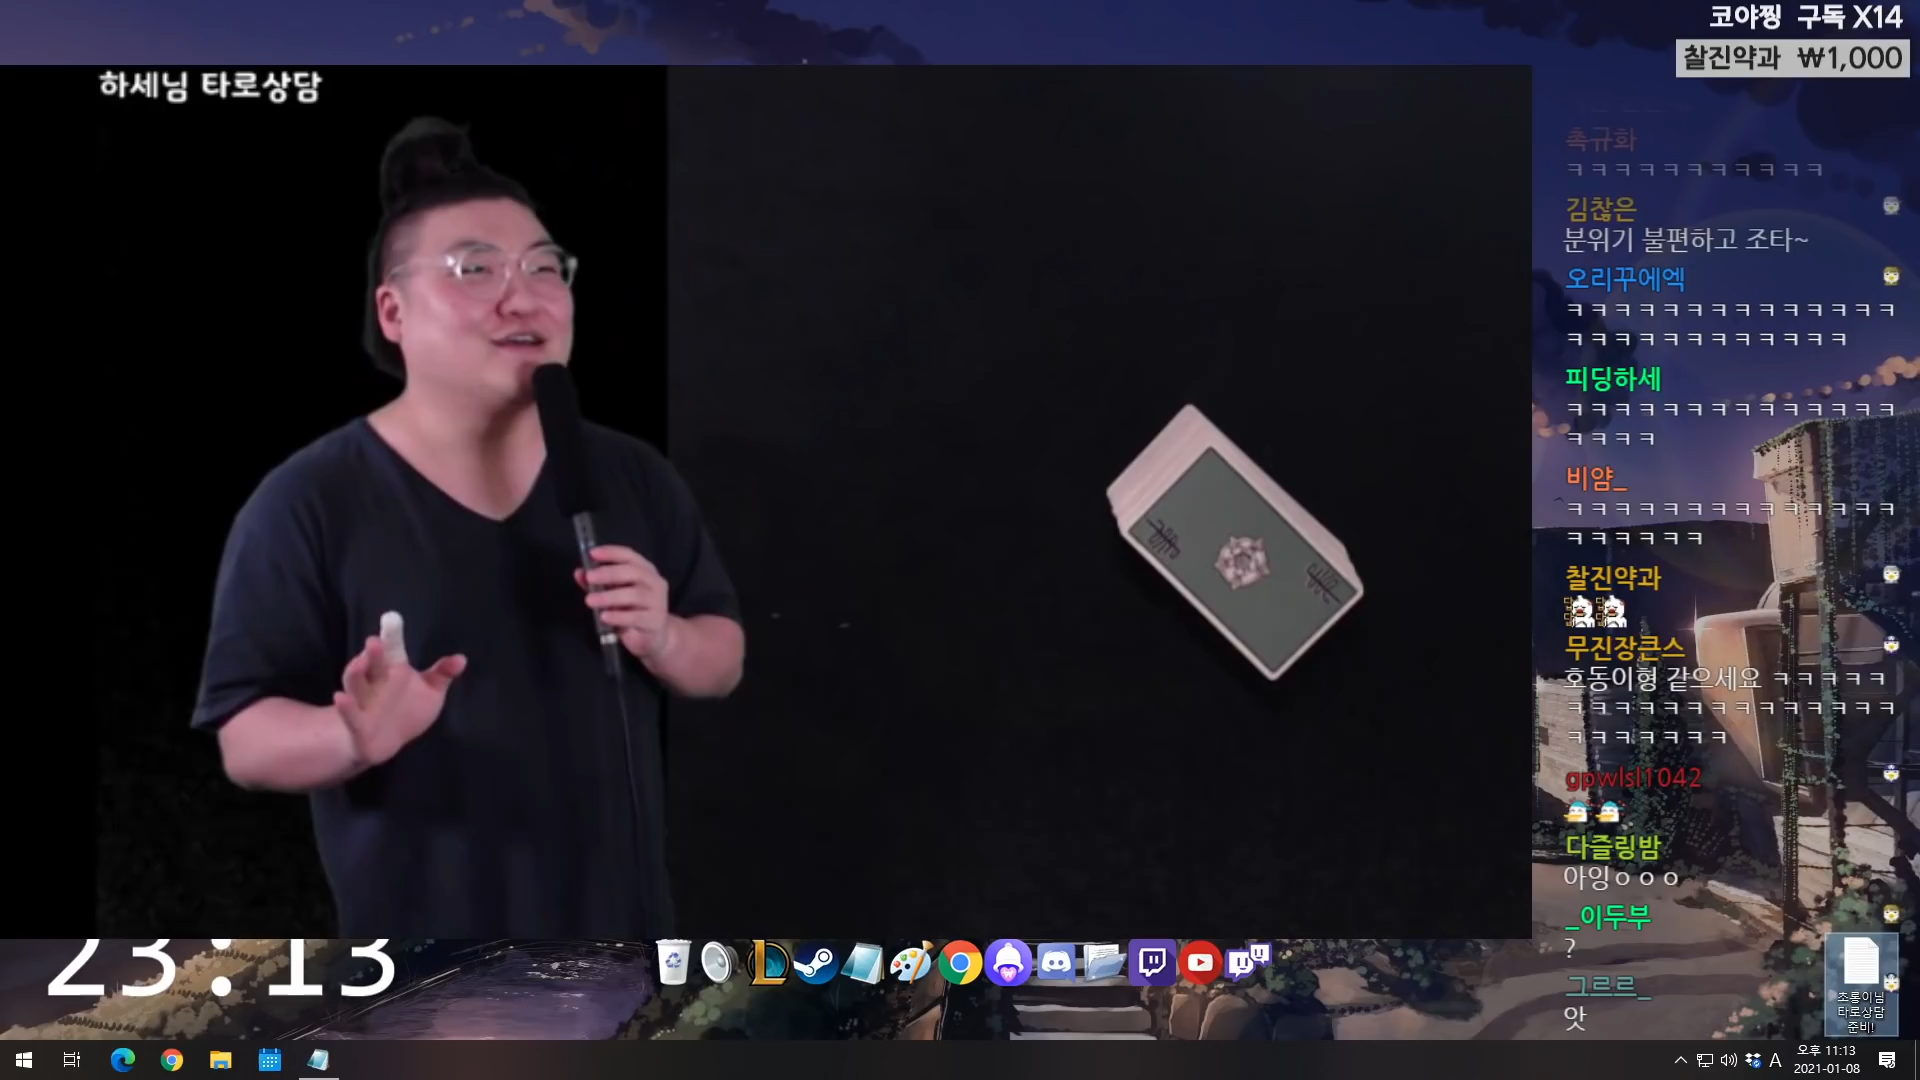 코야찡 구독 X14
찰진약과 ₩1,000
하세님 타로상담
촉규화
ㅋㅋㅋㅋㅋㅋㅋㅋㅋㅋㅋ
김찮은
분위기 불편하고 조타~
오리꾸에엑
ㅋㅋㅋㅋㅋㅋㅋㅋㅋㅋㅋㅋㅋㅋ
ㅋㅋㅋㅋㅋㅋㅋㅋㅋㅋㅋㅋ
피딩하세
ㅋㅋㅋㅋㅋㅋㅋㅋㅋㅋㅋㅋㅋㅋ
ㅋㅋㅋㅋ
비얌_
ㅋㅋㅋㅋㅋㅋㅋㅋㅋㅋㅋㅋㅋㅋ
ㅋㅋㅋㅋㅋㅋ
찰진약과
무진장큰스
호동이형 같으세요 ㅋㅋㅋㅋㅋ
ㅋㅋㅋㅋㅋㅋㅋㅋㅋㅋㅋㅋㅋㅋ
ㅋㅋㅋㅋㅋㅋㅋ
gpwlsl1042
다즐링밤
아잉ㅇㅇㅇ
_이두부
?
그르르_
앗
23:13
초롱이님
타로상담
준비!
A
오후 11:13
2021-01-08